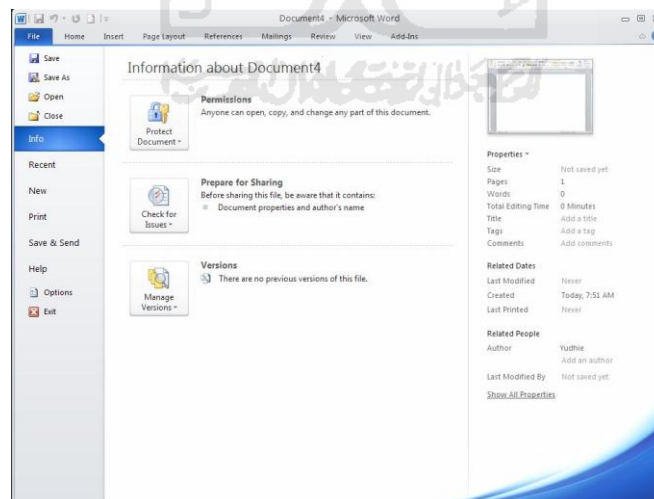 Document4 - Microsoft Word
File Home Insert Page Layout References Mailings Review View Add-Ins
Save
Save As
Open
Close
Info
Recent
New
Print
Save & Send
Help
Options
Exit
Information about Document4
Protect
Document
Permissions
Anyone can open, copy, and change any part of this document.
Check for
Issues
Prepare for Sharing
Before sharing this file, be aware that it contains:
Document properties and author's name
Manage
Versions
Versions
There are no previous versions of this file.
Properties
Size Not saved yet
Pages 1
Words 0
Total Editing Time 0 Minutes
Title Add a title
Tags Add a tag
Comments Add comments
Related Dates
Last Modified Never
Created Today, 7:51 AM
Last Printed Never
Related People
Author Yudhie
Add an author
Last Modified By Not saved yet
Show All Properties